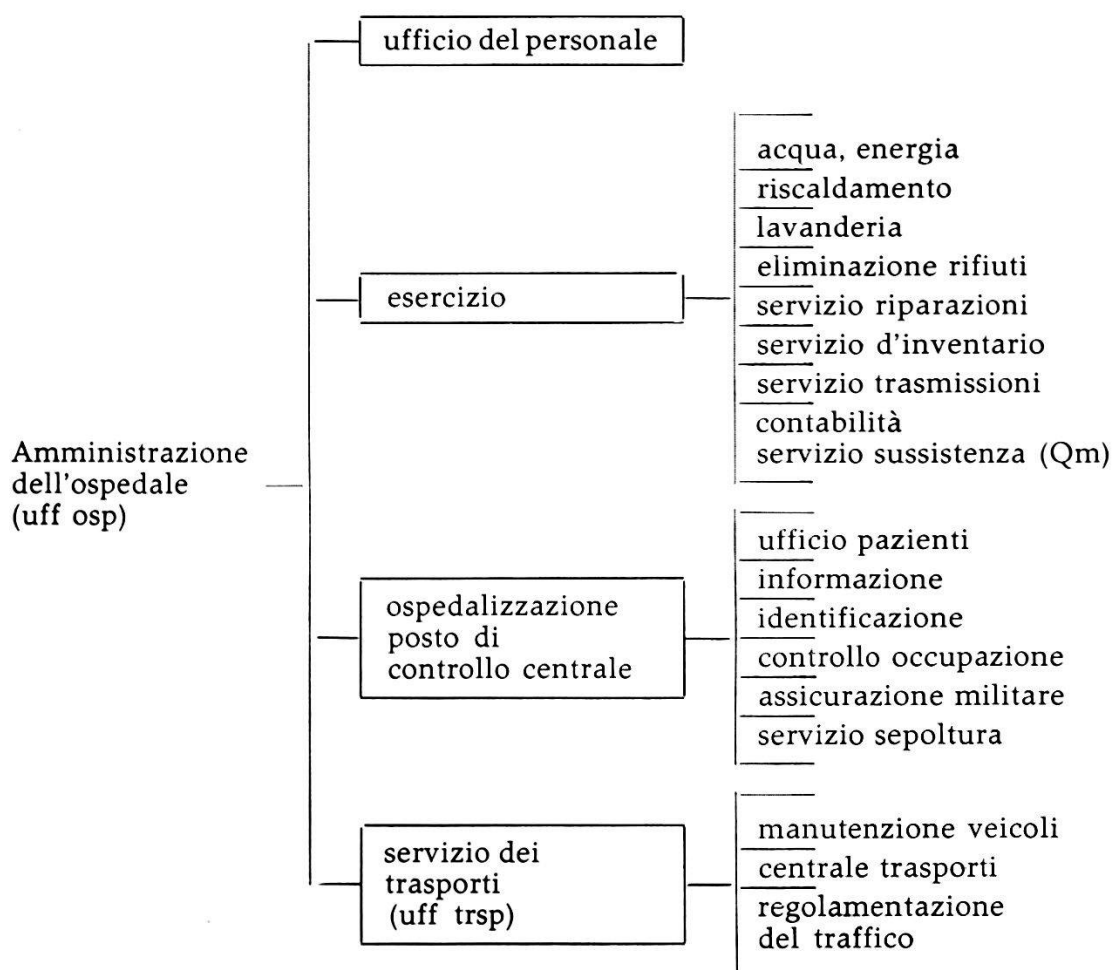 ufficio del personale
acqua, energia
riscaldamento
lavanderia
eliminazione rifiuti
esercizio
servizio riparazioni
servizio d'inventario
servizio trasmissioni
contabilità
servizio sussistenza (Qm)
Amministrazione
dell'ospedale
(uff osp)
ufficio pazienti
informazione
identificazione
controllo occupazione
assicurazione militare
servizio sepoltura
ospedalizzazione
posto di
controllo centrale
manutenzione veicoli
centrale trasporti
regolamentazione
del traffico
servizio dei
trasporti
(uff trsp)